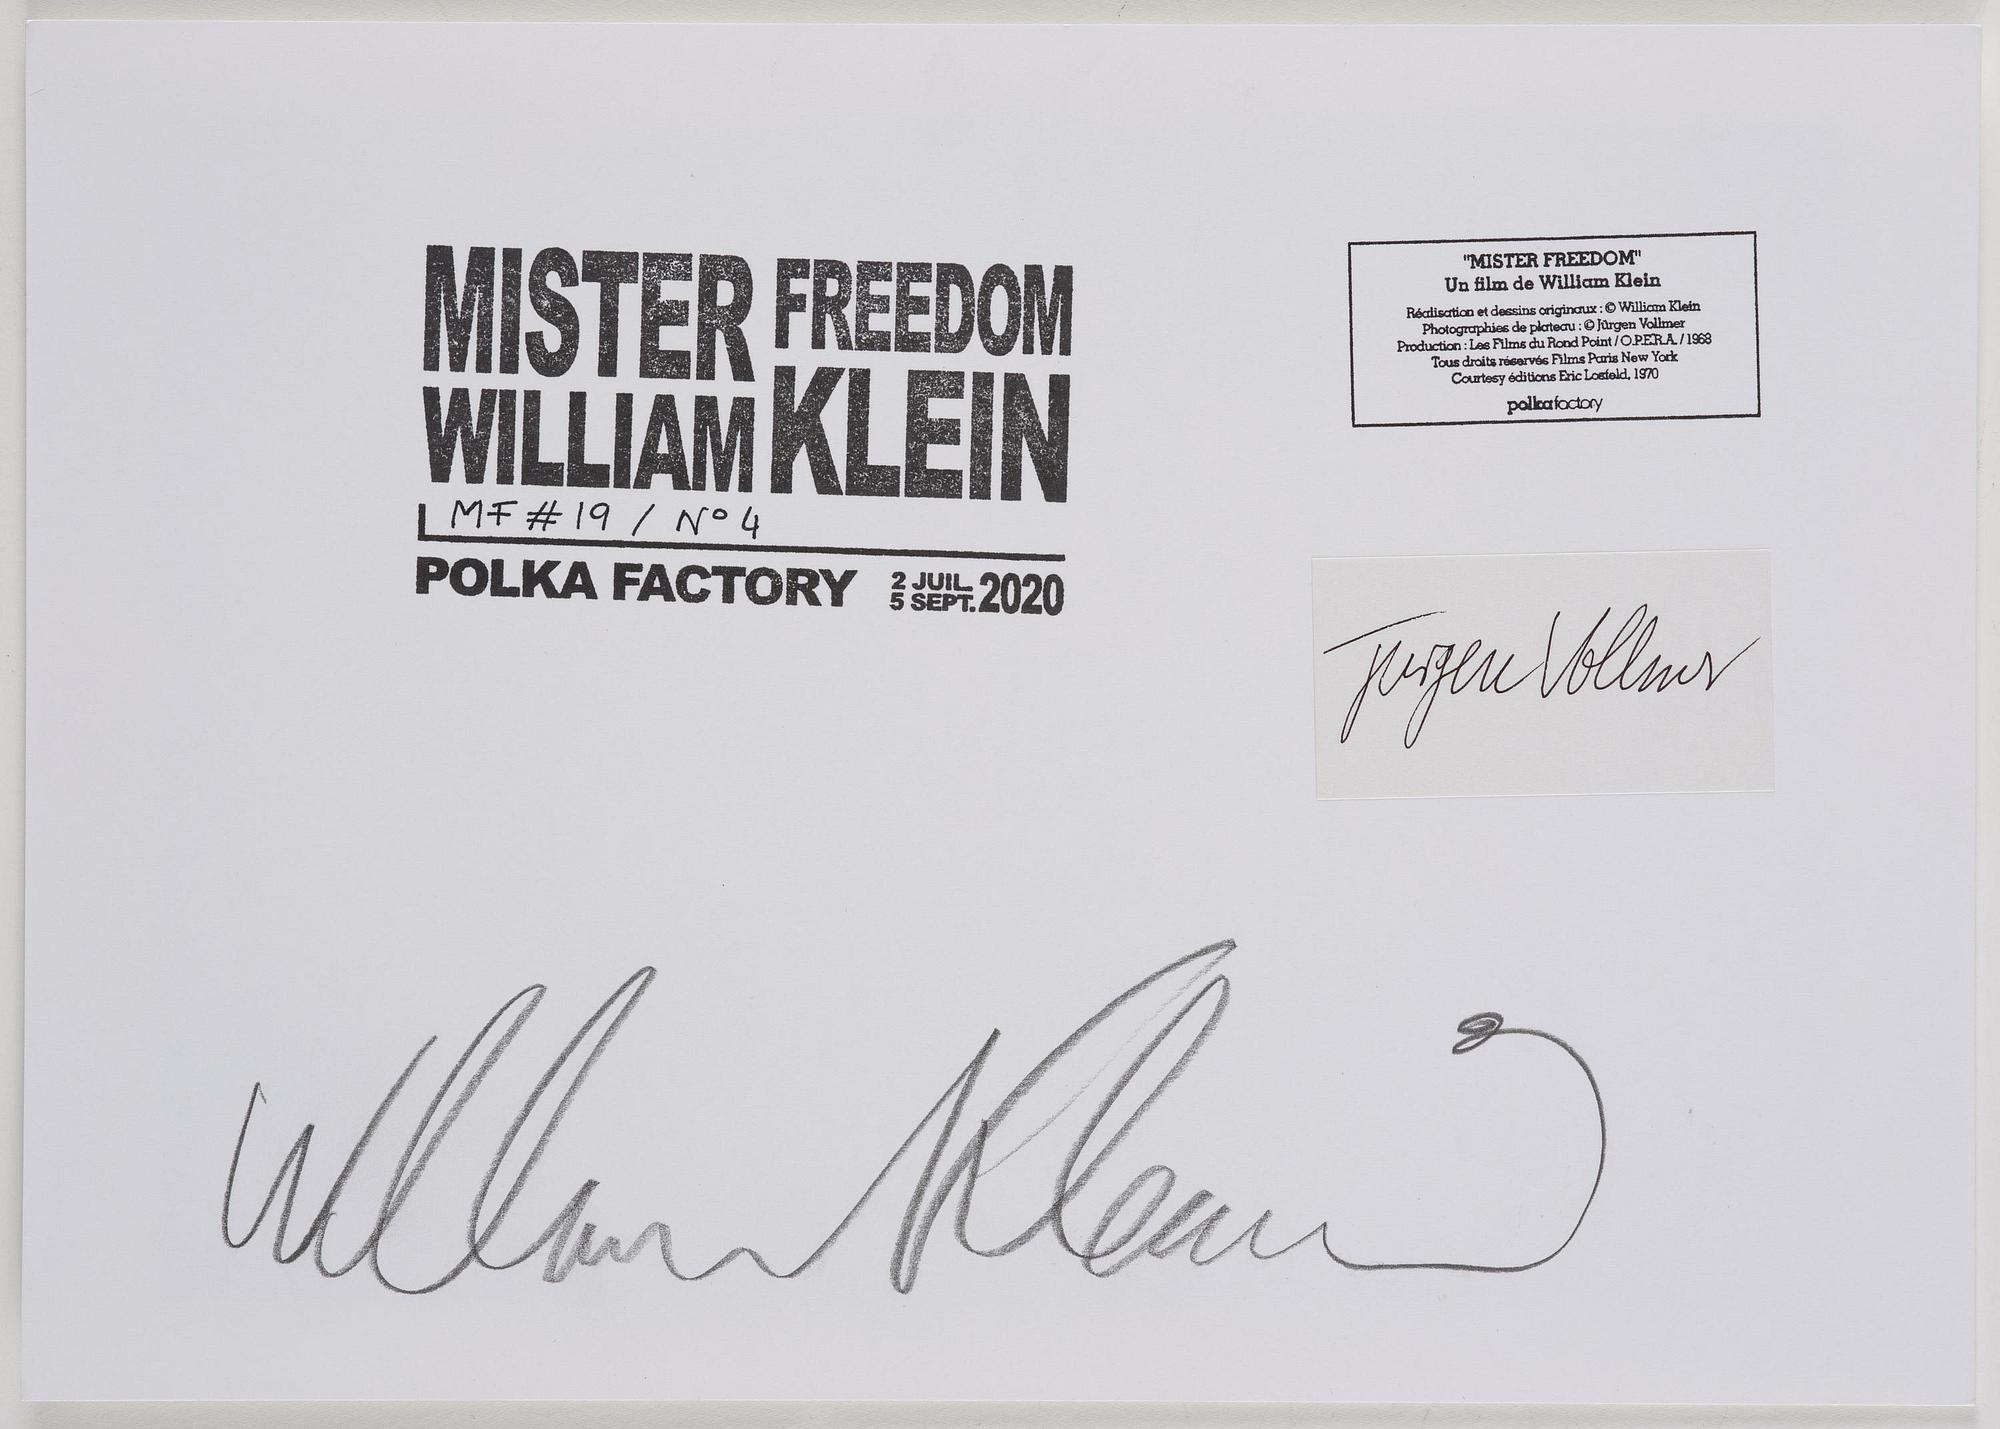 MISTER FREEDOM
WILLIAM KLEIN
MF #19 / N° 4
POLKA FACTORY 2 JUIL. 5 SEPT. 2020
"MISTER FREEDOM"
Un film de William Klein
Réalisation et dessins originaux : © William Klein
Photographies de plateau : © Jürgen Vollmer
Production : Les Films du Rond Point / O.P.E.R.A. / 1968
Tous droits réservés Films Paris New York
Courtesy éditions Eric Losfeld, 1970
polkafactory
Jürgen Vollmer
William Klein